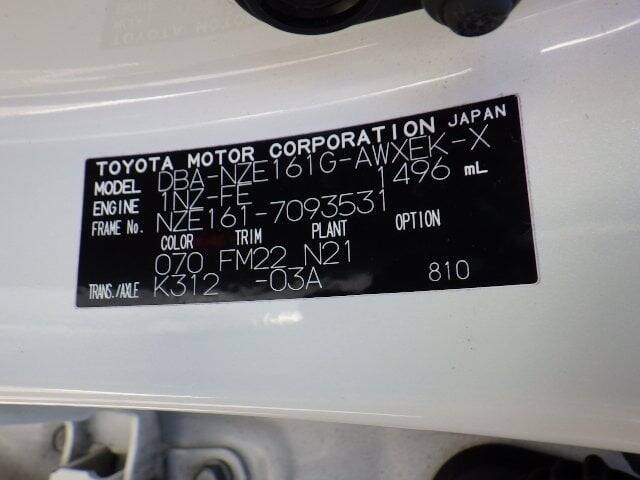 TOYOTA MOTOR CORPORATION JAPAN
MODEL DBA-NZE161G-AWXEK-X
ENGINE 1NZ-FE 1496 mL
FRAME No. NZE161-7093531
COLOR TRIM PLANT OPTION
070 FM22 N21
TRANS./AXLE K312 -03A 810